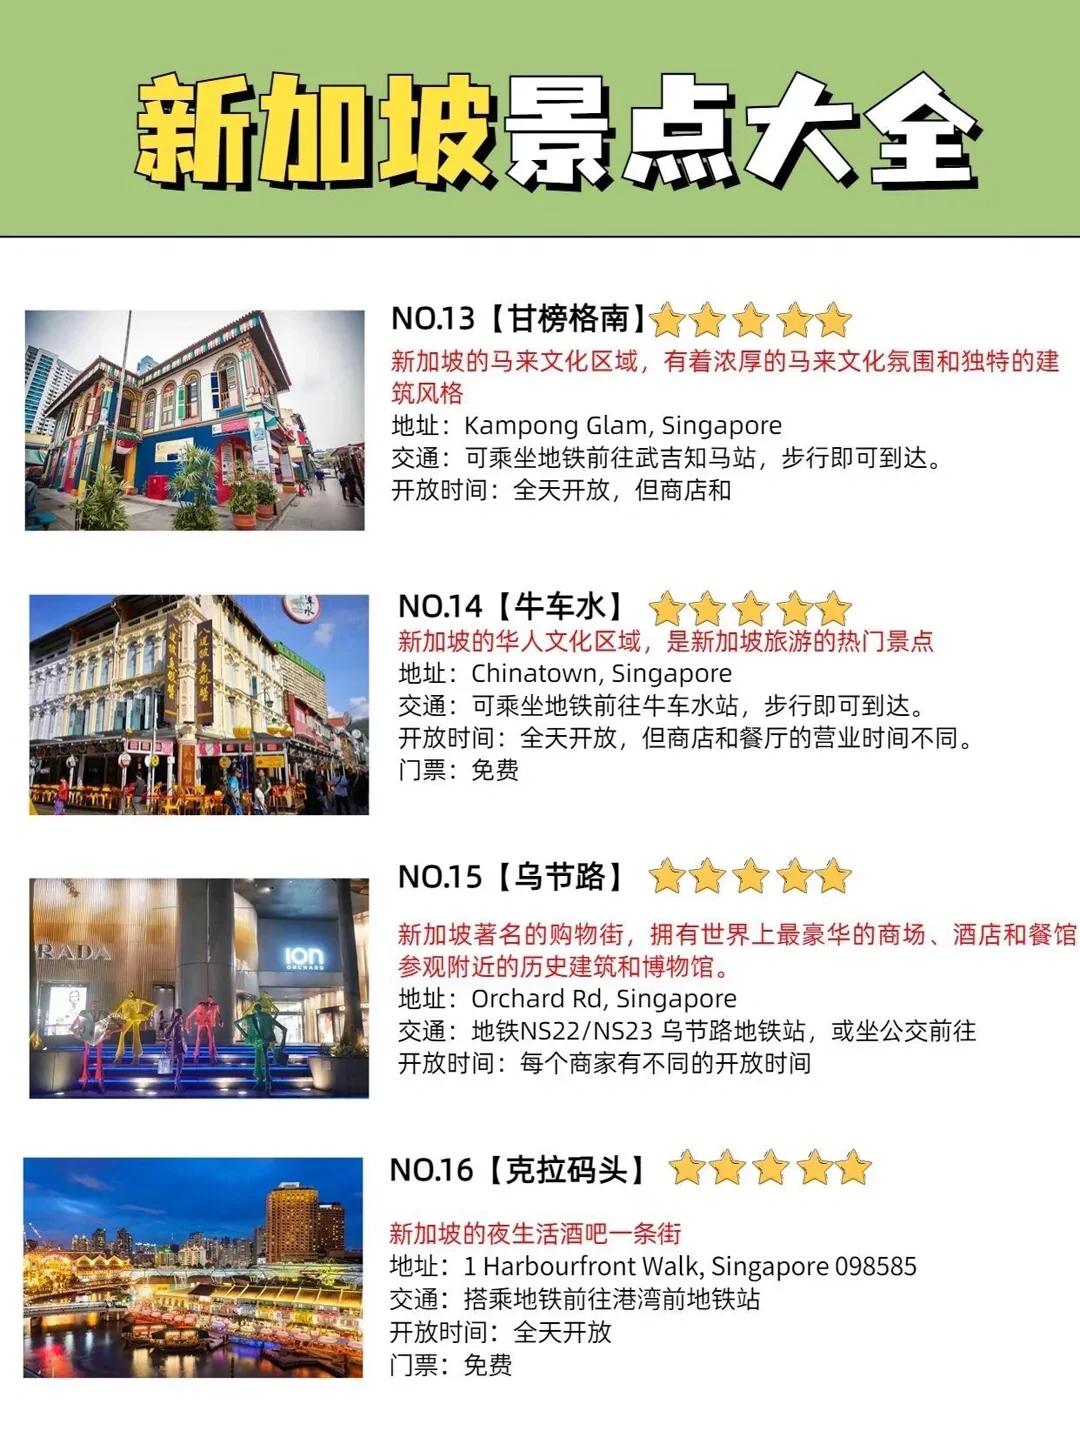 新加坡景点大全
NO.13【甘榜格南】
新加坡的马来文化区域，有着浓厚的马来文化氛围和独特的建
筑风格
地址：Kampong Glam, Singapore
交通：可乘坐地铁前往武吉知马站，步行即可到达。
开放时间：全天开放，但商店和
NO.14【牛车水】
新加坡的华人文化区域，是新加坡旅游的热门景点
地址：Chinatown, Singapore
交通：可乘坐地铁前往牛车水站，步行即可到达。
开放时间：全天开放，但商店和餐厅的营业时间不同。
门票：免费
NO.15【乌节路】
RADA
ION
ORCHARD
新加坡著名的购物街，拥有世界上最豪华的商场、酒店和餐馆
参观附近的历史建筑和博物馆。
地址：Orchard Rd, Singapore
交通：地铁NS22/NS23 乌节路地铁站，或坐公交前往
开放时间：每个商家有不同的开放时间
NO.16【克拉码头】
新加坡的夜生活酒吧一条街
地址：1 Harbourfront Walk, Singapore 098585
交通：搭乘地铁前往港湾前地铁站
开放时间：全天开放
门票：免费